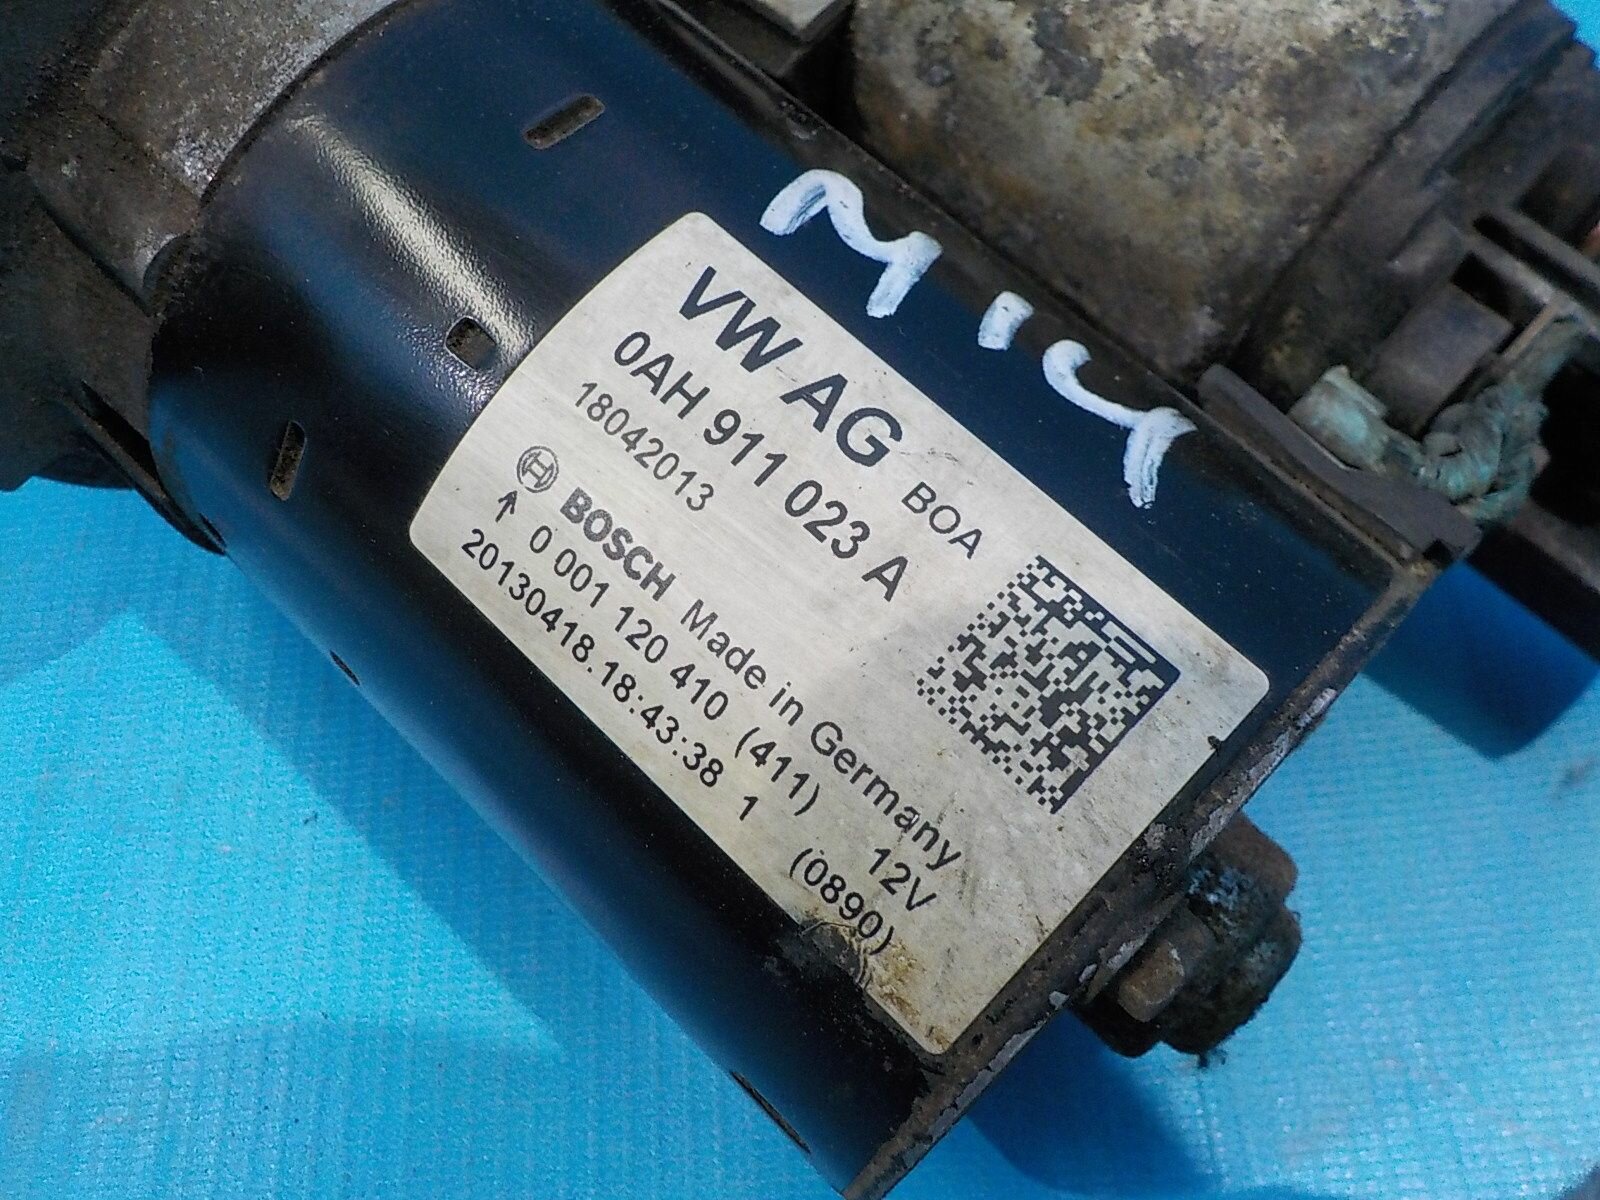 VW AG BOA
0AH 911 023 A
18042013
BOSCH Made in Germany
↑ 0 001 120 410 (411) 12V
20130418.18:43:38 1 (0890)